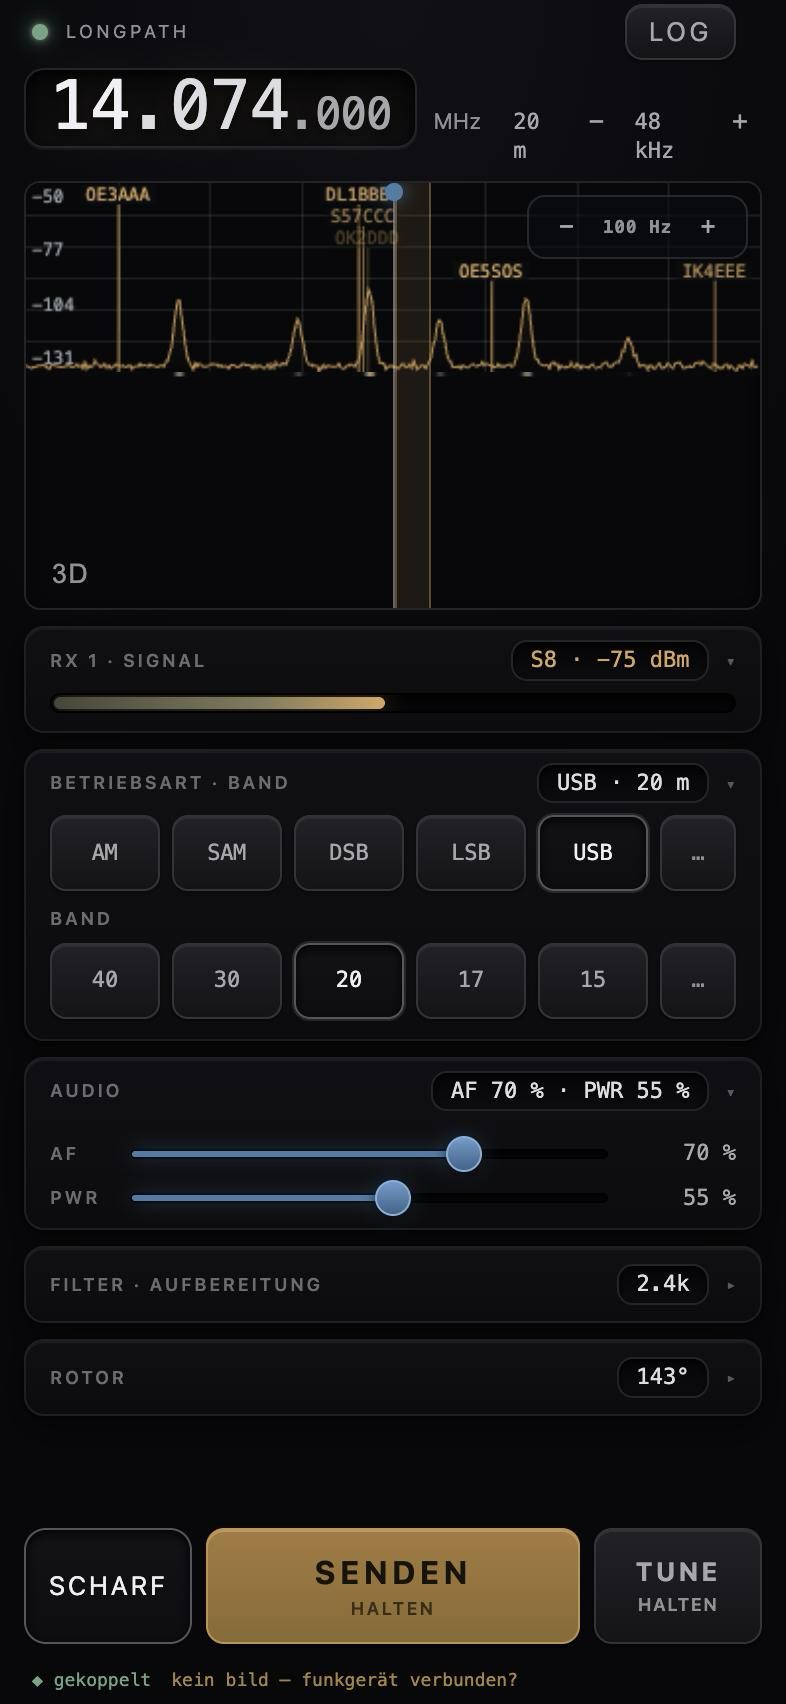 LONGPATH
LOG
14.074.000 MHz 20 m − 48 kHz +
−50 OE3AAA DL1BBB
S57CCC − 100 Hz +
OK2DDD
−77
OE5SOS IK4EEE
−104
−131
3D
RX 1 · SIGNAL S8 · −75 dBm ▾
BETRIEBSART · BAND USB · 20 m ▾
AM SAM DSB LSB USB …
BAND
40 30 20 17 15 …
AUDIO AF 70 % · PWR 55 % ▾
AF 70 %
PWR 55 %
FILTER · AUFBEREITUNG 2.4k ▸
ROTOR 143° ▸
SCHARF SENDEN TUNE
HALTEN HALTEN
◆ gekoppelt kein bild — funkgerät verbunden?